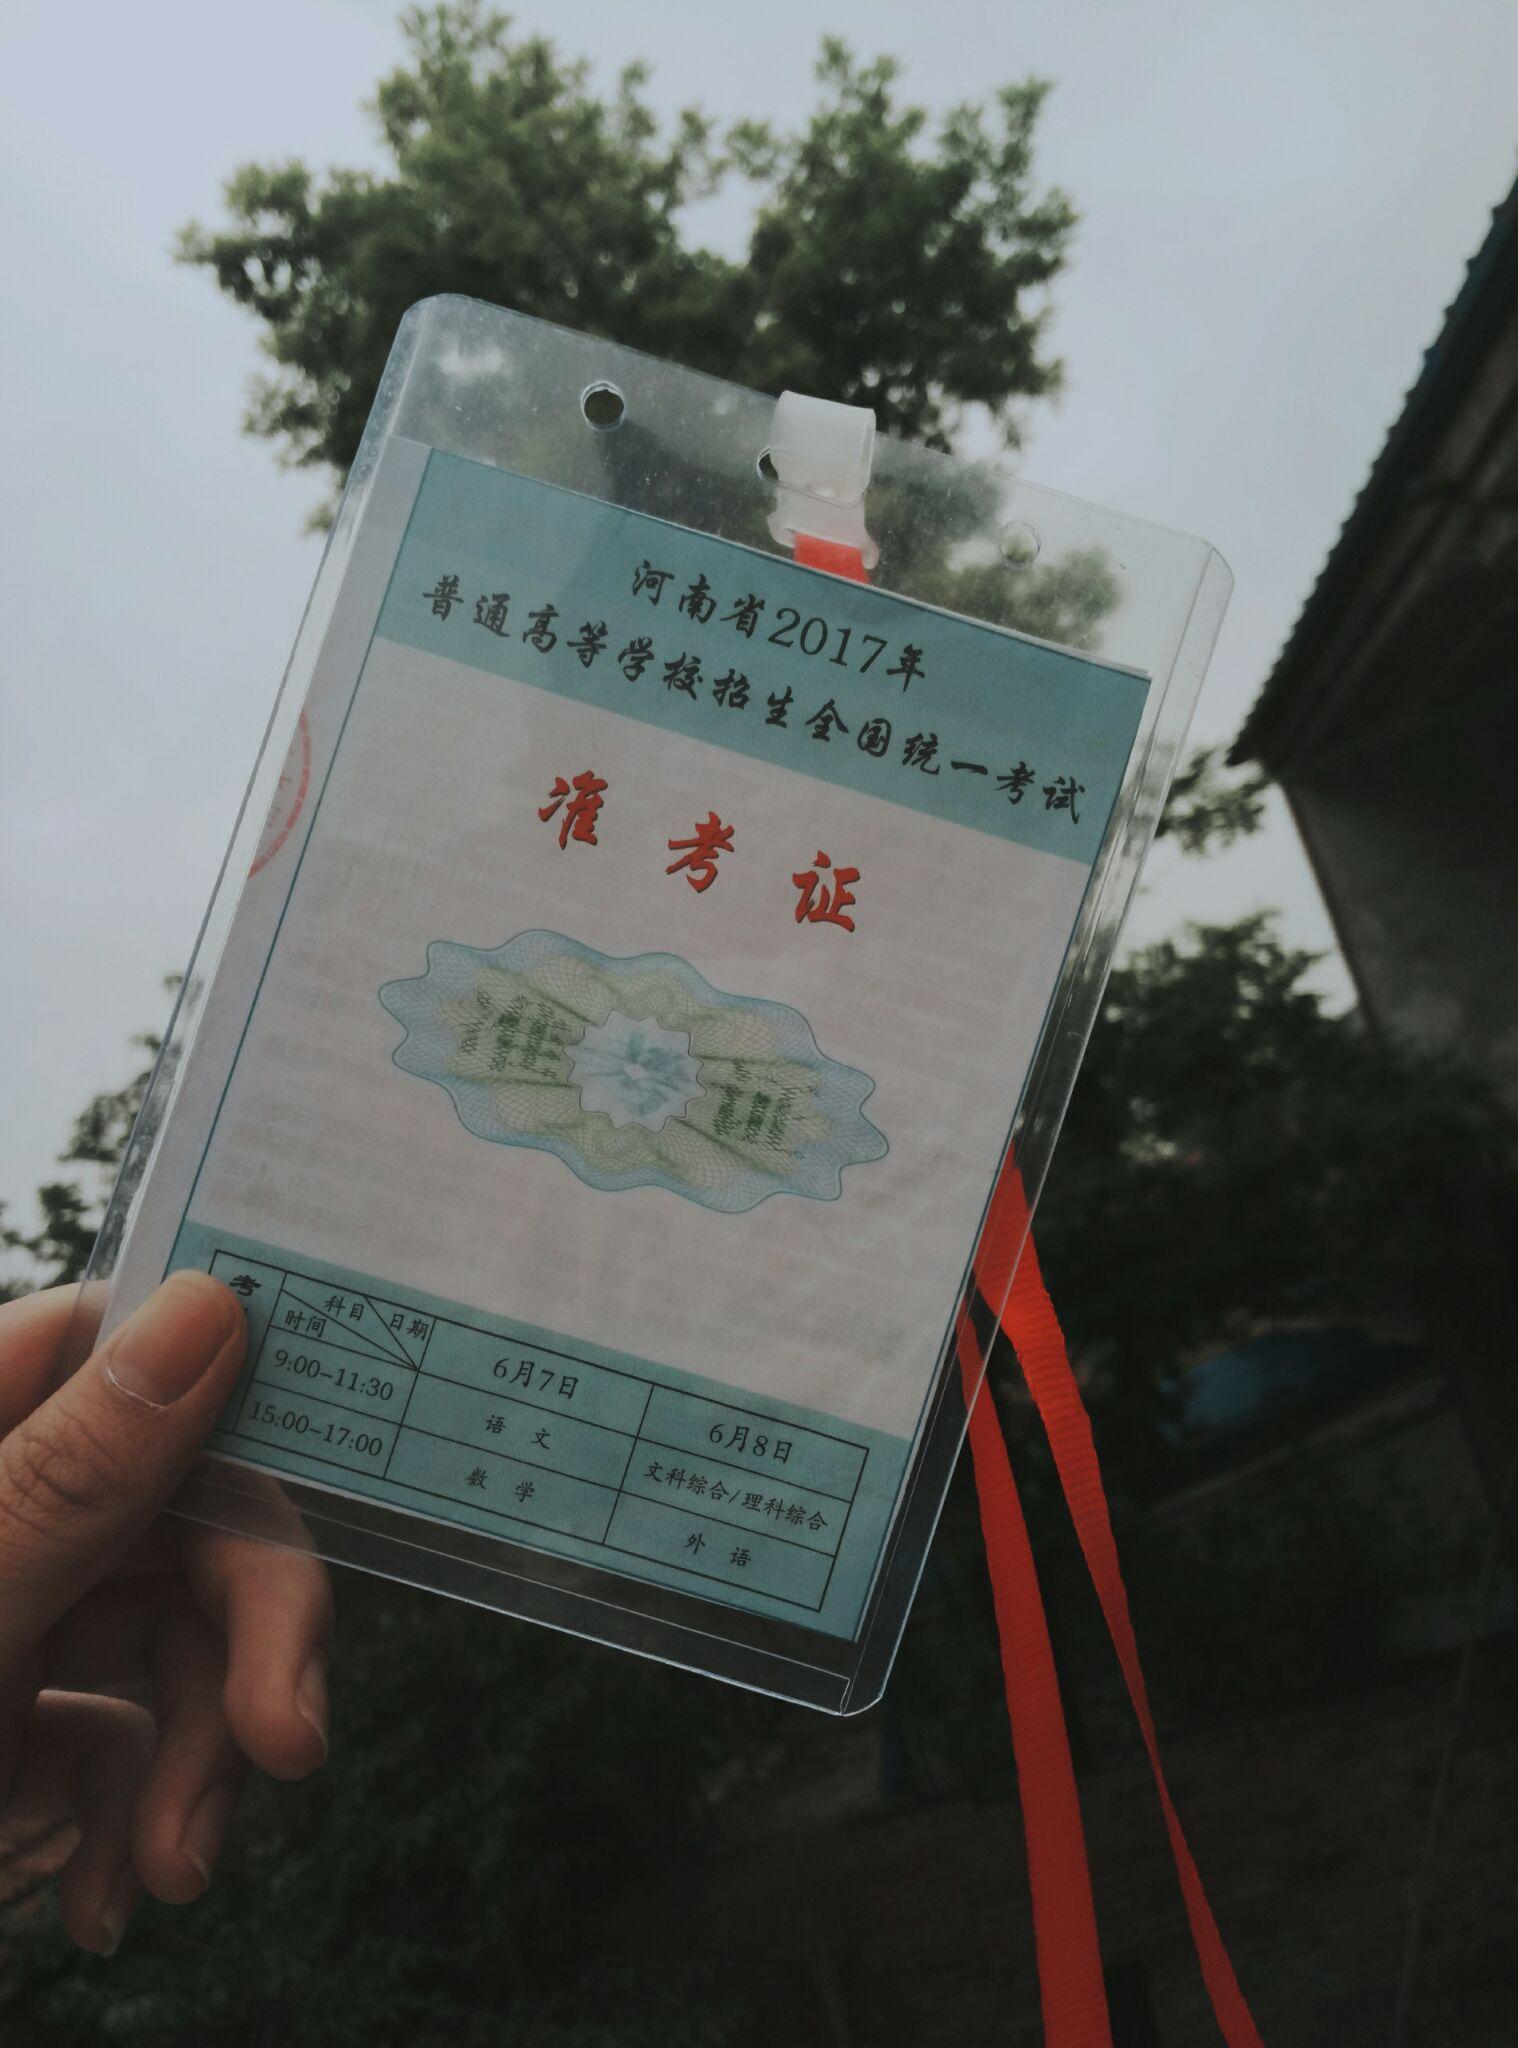 河南省2017年
普通高等学校招生全国统一考试
准考证
考
科目 日期
时间
6月7日
6月8日
9:00-11:30
语文
文科综合/理科综合
15:00-17:00
数学
外语